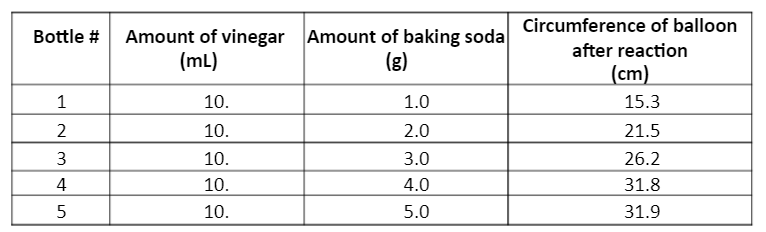 Bottle # Amount of vinegar (mL) Amount of baking soda (g) Circumference of balloon after reaction (cm)
1 10. 1.0 15.3
2 10. 2.0 21.5
3 10. 3.0 26.2
4 10. 4.0 31.8
5 10. 5.0 31.9